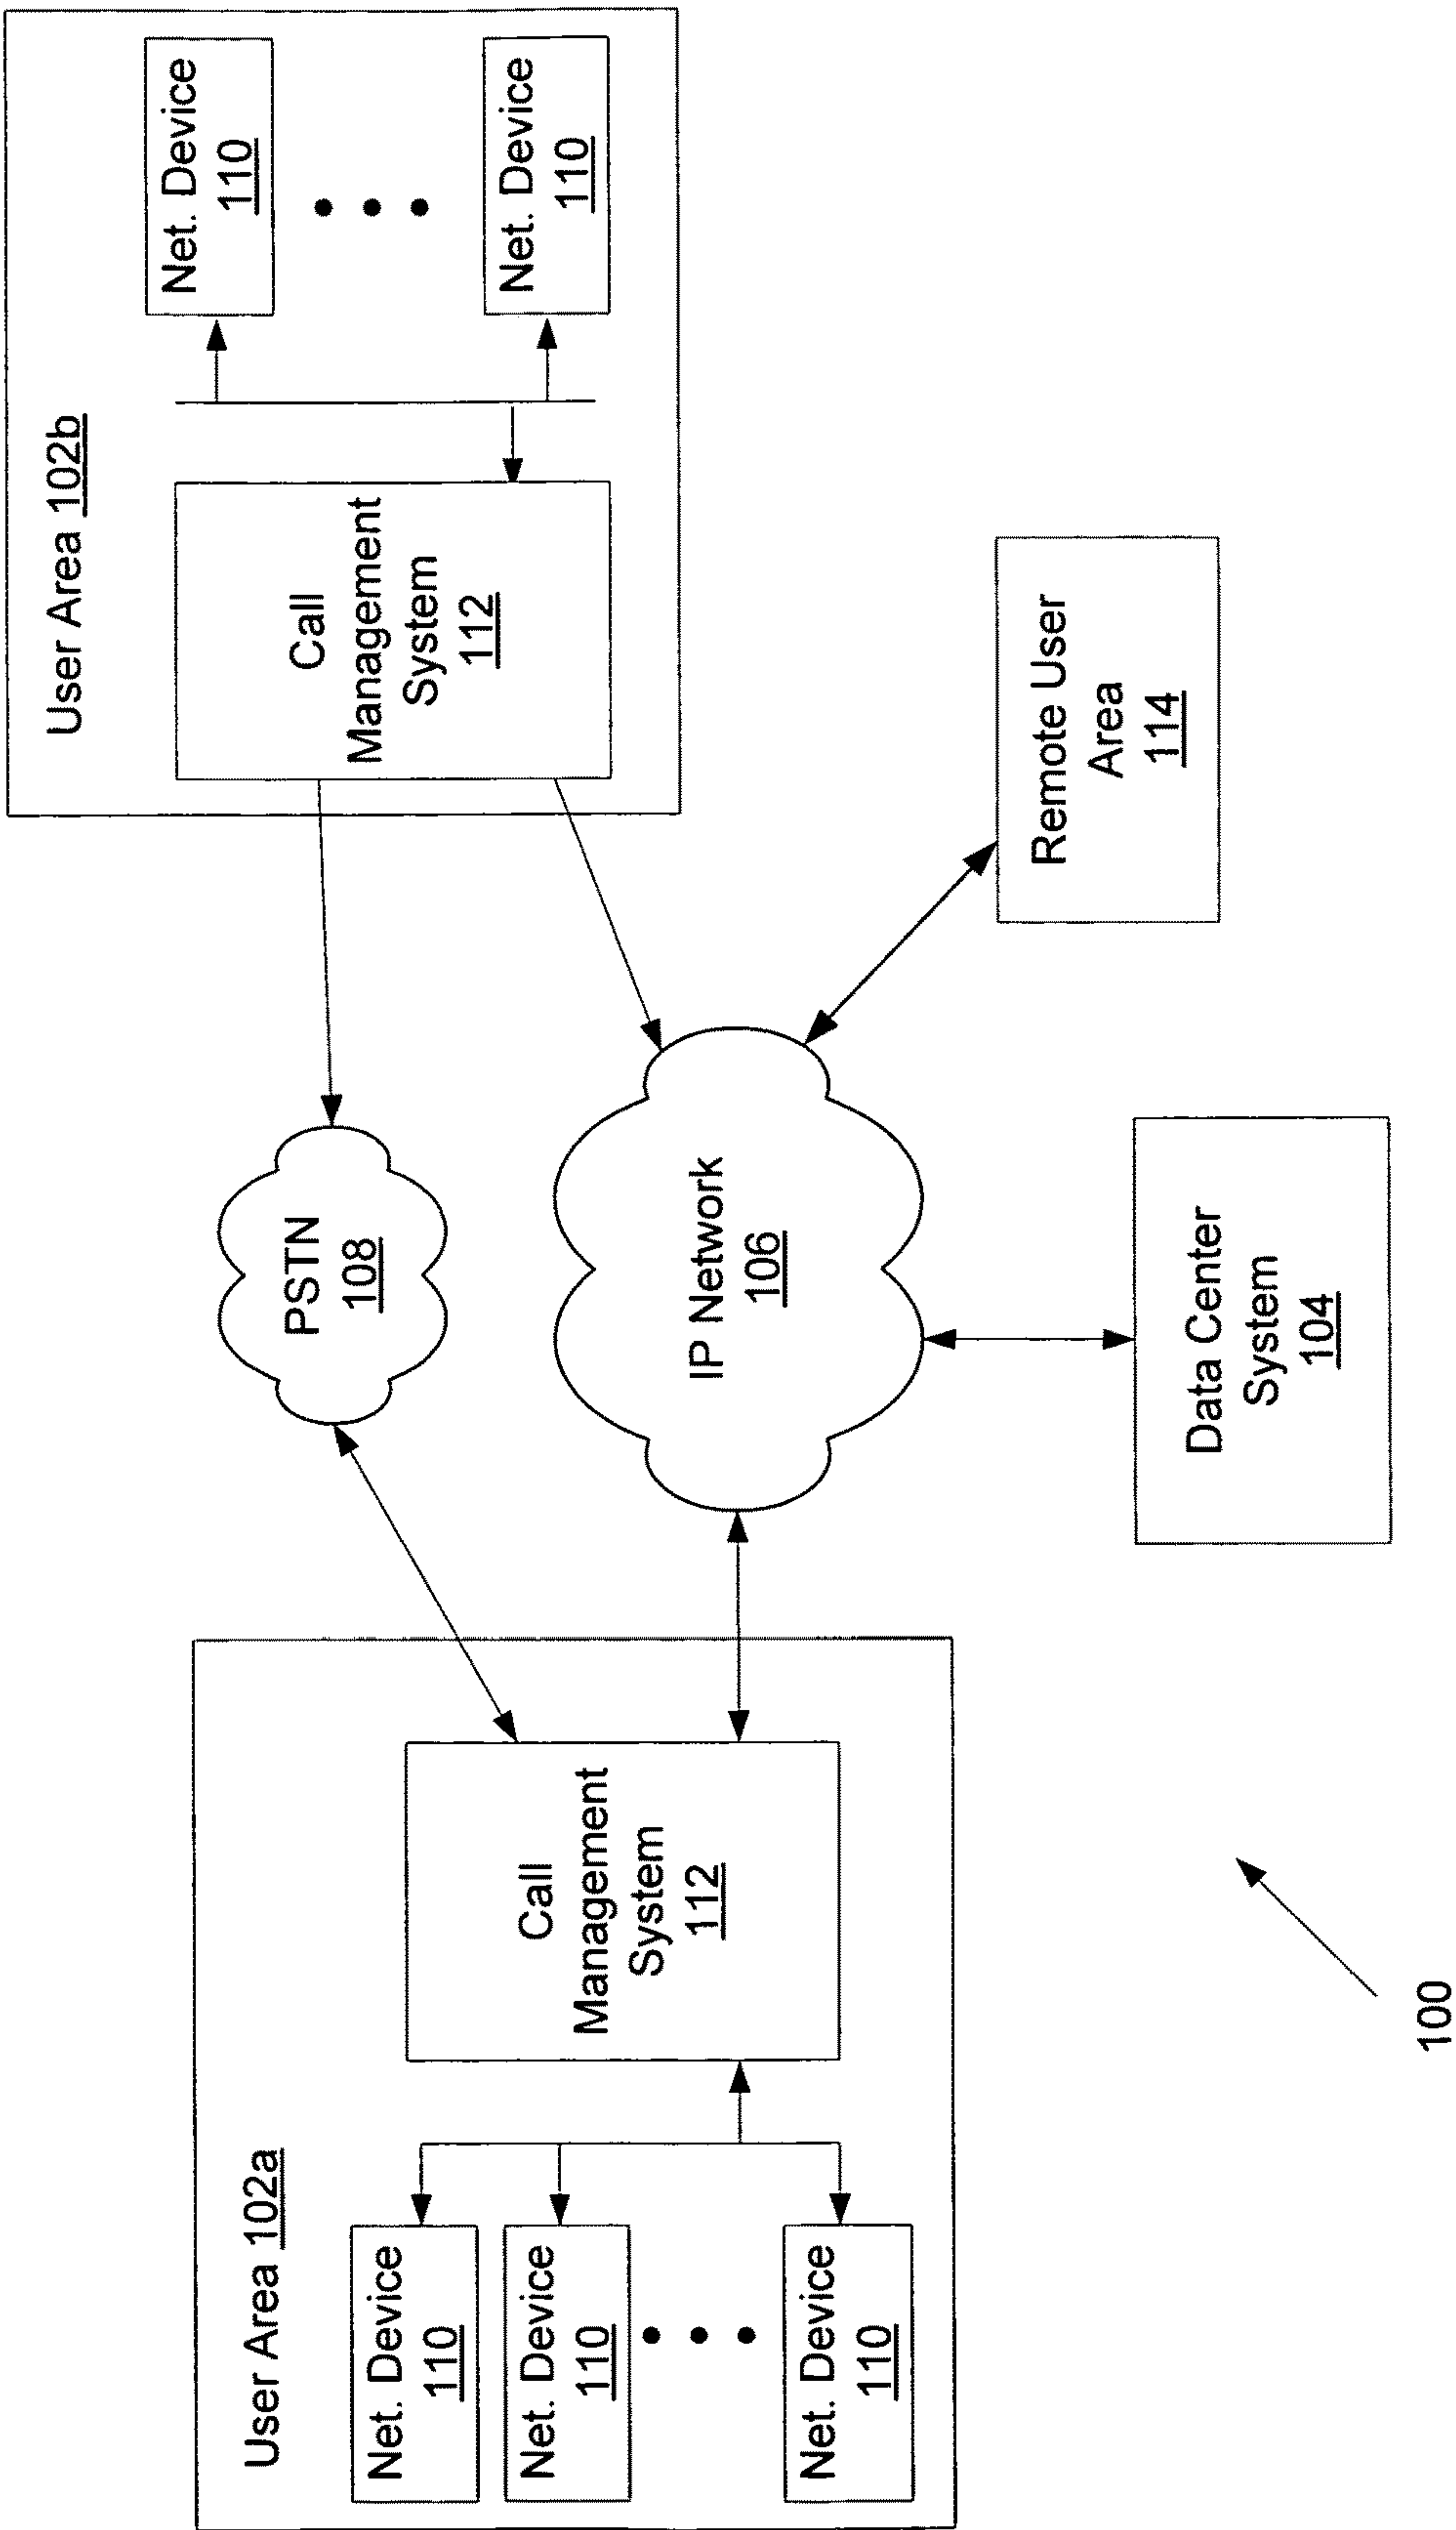 User Area 102a
Net. Device
110
Net. Device
110
Net. Device
110
Call
Management
System
112
PSTN
108
IP Network
106
Data Center
System
104
Remote User
Area
114
User Area 102b
Call
Management
System
112
Net. Device
110
Net. Device
110
100